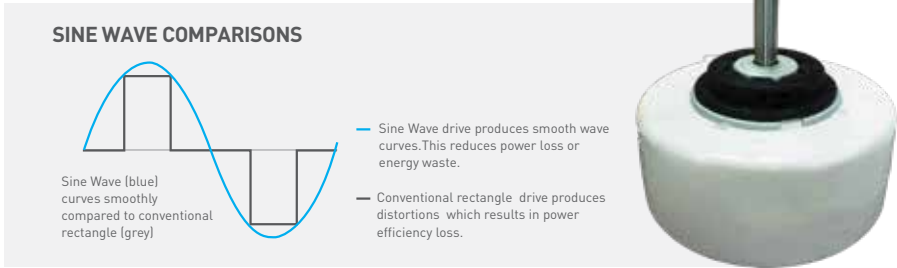 SINE WAVE COMPARISONS
Sine Wave (blue)
curves smoothly
compared to conventional
rectangle (grey)
Sine Wave drive produces smooth wave
curves.This reduces power loss or
energy waste.
Conventional rectangle drive produces
distortions which results in power
efficiency loss.